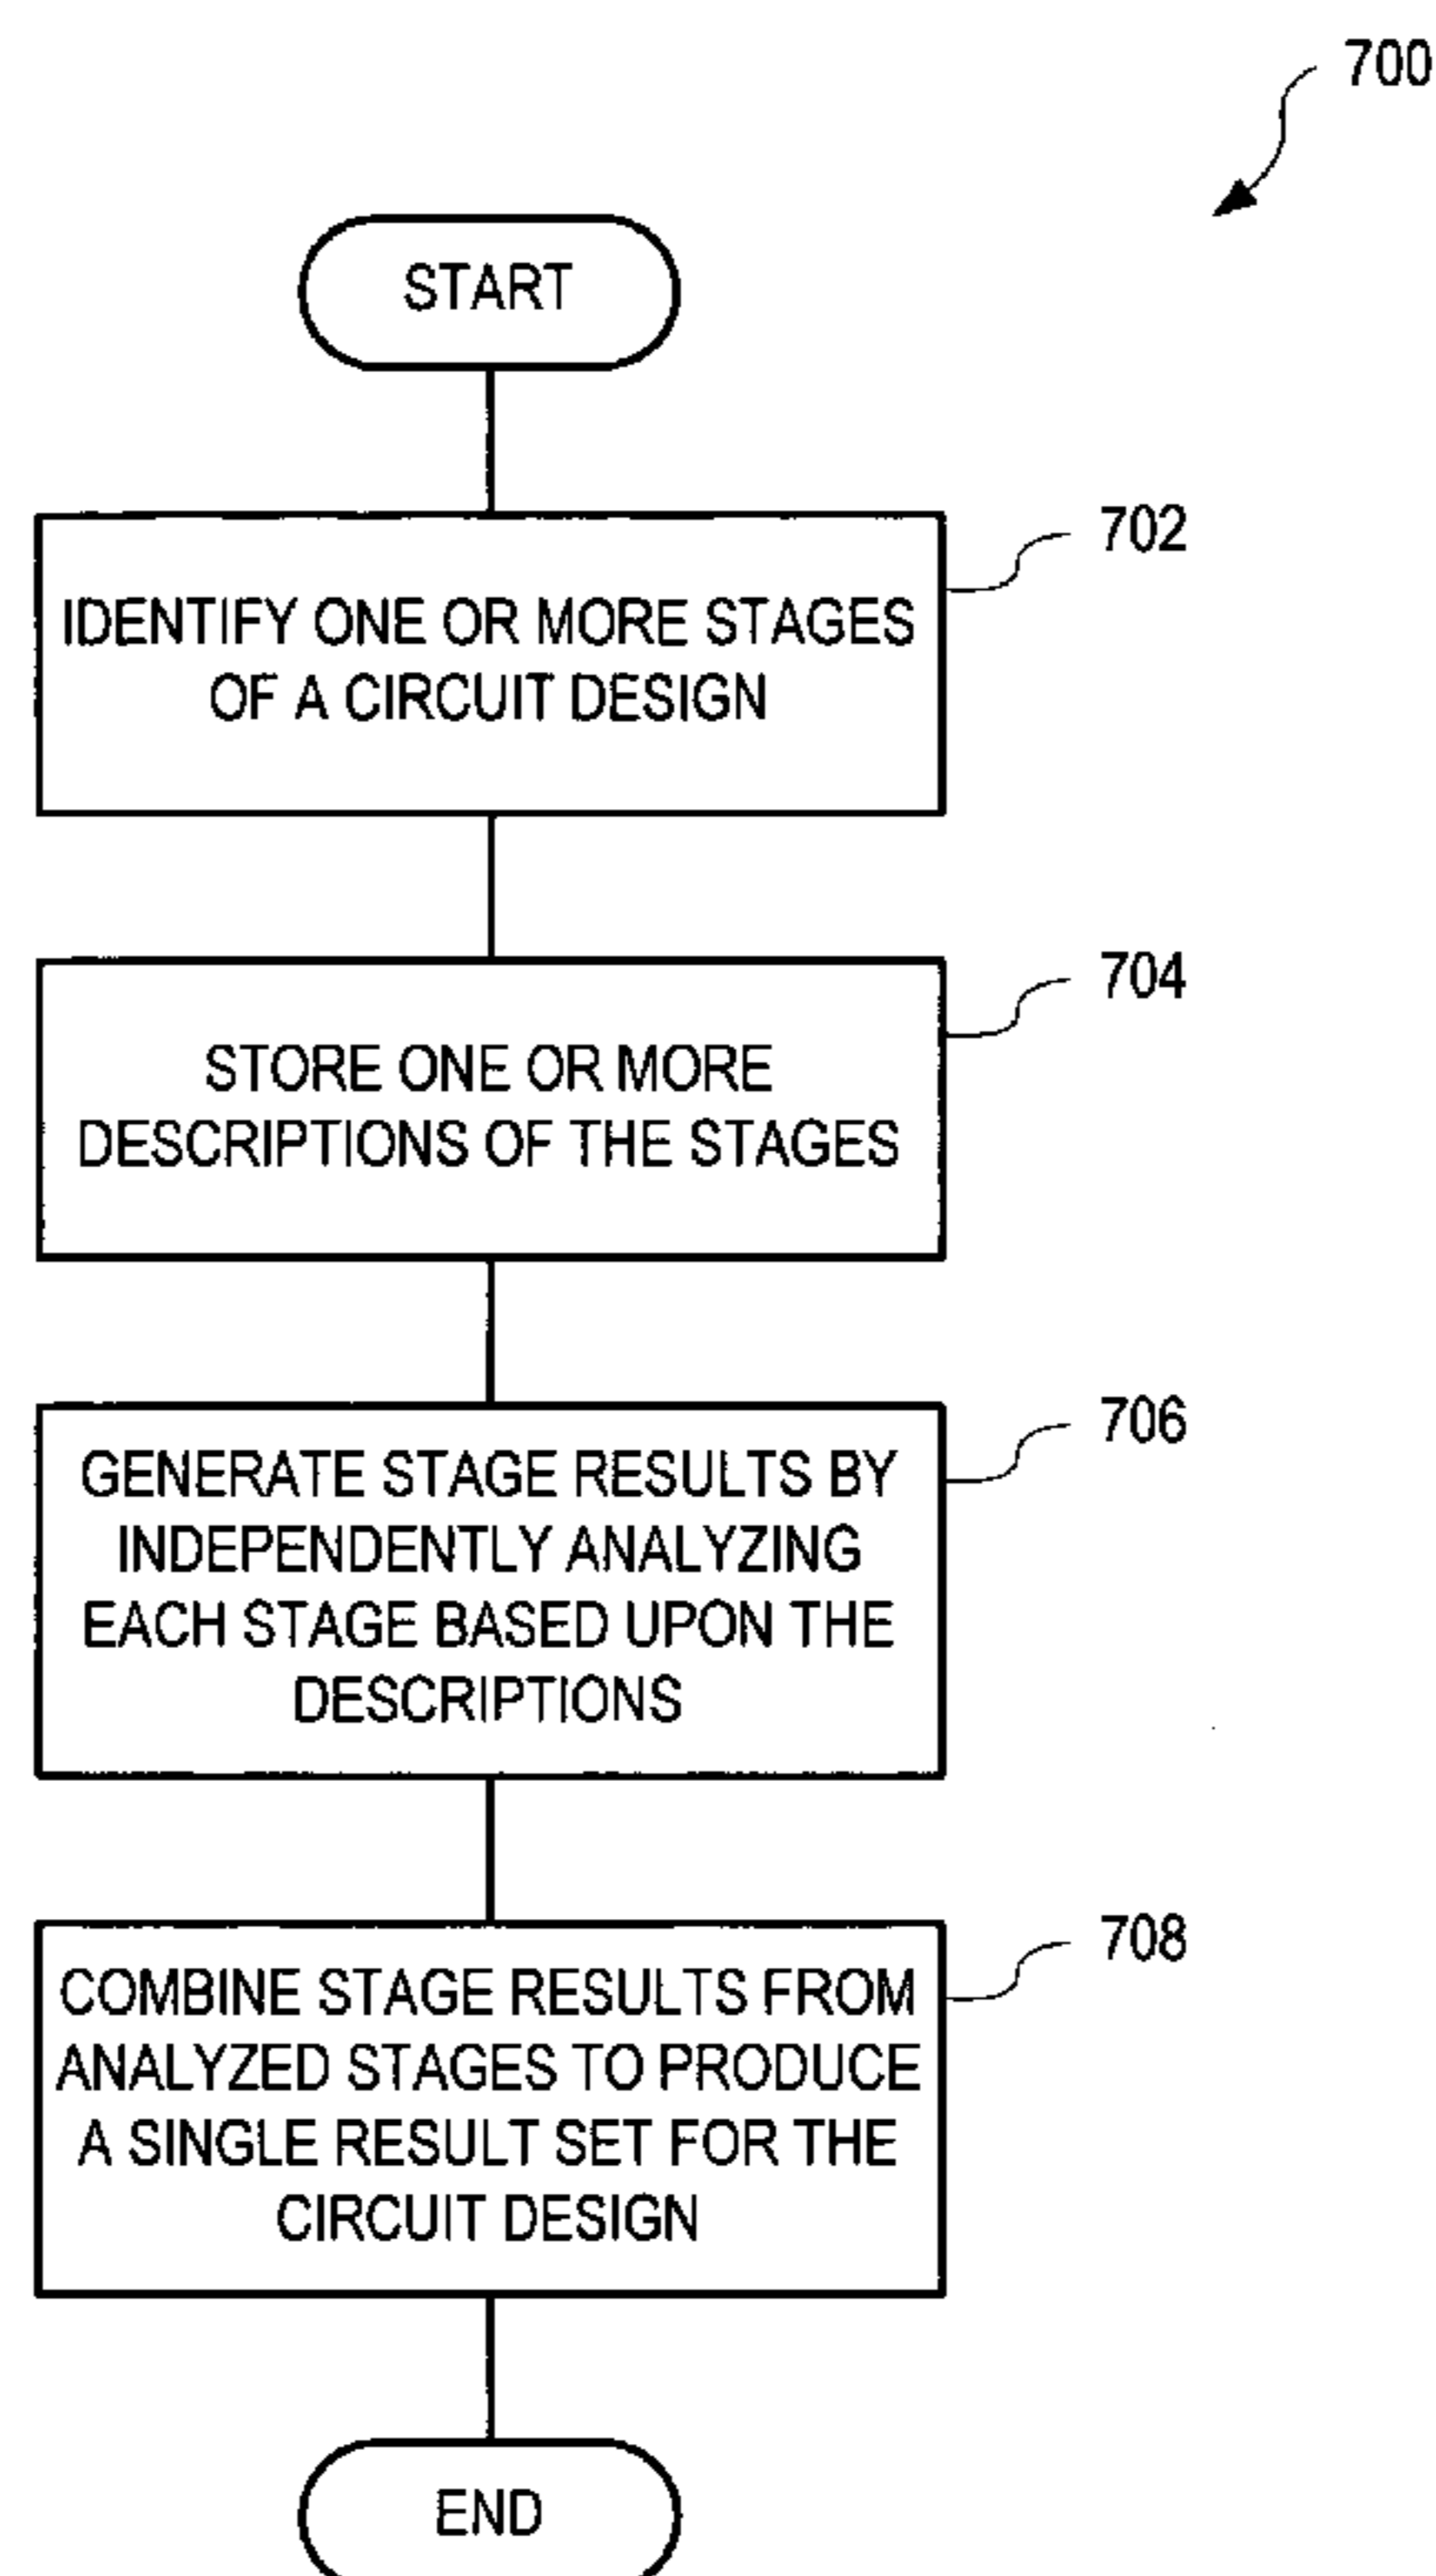 700
START
702
IDENTIFY ONE OR MORE STAGES
OF A CIRCUIT DESIGN
704
STORE ONE OR MORE
DESCRIPTIONS OF THE STAGES
706
GENERATE STAGE RESULTS BY
INDEPENDENTLY ANALYZING
EACH STAGE BASED UPON THE
DESCRIPTIONS
708
COMBINE STAGE RESULTS FROM
ANALYZED STAGES TO PRODUCE
A SINGLE RESULT SET FOR THE
CIRCUIT DESIGN
END